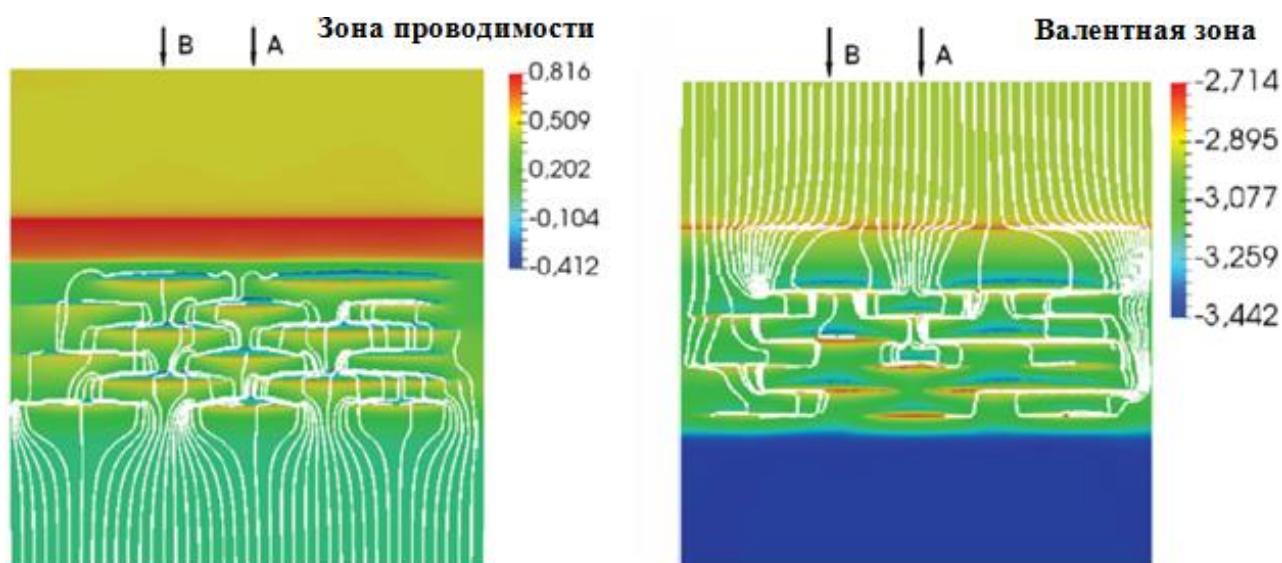 Зона проводимости
B A
0,816
0,509
0,202
-0,104
-0,412
Валентная зона
B A
-2,714
-2,895
-3,077
-3,259
-3,442